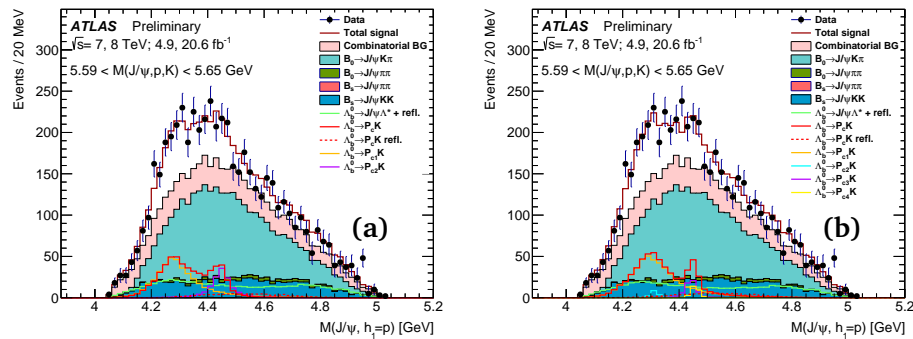 ATLAS Preliminary
√s= 7, 8 TeV; 4.9, 20.6 fb⁻¹
5.59 < M(J/ψ,p,K) < 5.65 GeV
Events / 20 MeV
350
300
250
200
150
100
50
0
Data
Total signal
Combinatorial BG
B₀→J/ψKπ
B₀→J/ψππ
Bₛ→J/ψππ
Bₛ→J/ψKK
Λ⁰_b→J/ψΛ* + refl.
Λ⁰_b→P_cK
Λ⁰_b→P_cK refl.
Λ⁰_b→P_c1K
Λ⁰_b→P_c2K
(a)
4 4.2 4.4 4.6 4.8 5 5.2
M(J/ψ, h₁=p) [GeV]
ATLAS Preliminary
√s= 7, 8 TeV; 4.9, 20.6 fb⁻¹
5.59 < M(J/ψ,p,K) < 5.65 GeV
Events / 20 MeV
350
300
250
200
150
100
50
0
Data
Total signal
Combinatorial BG
B₀→J/ψKπ
B₀→J/ψππ
Bₛ→J/ψππ
Bₛ→J/ψKK
Λ⁰_b→J/ψΛ* + refl.
Λ⁰_b→P_cK
Λ⁰_b→P_cK refl.
Λ⁰_b→P_c1K
Λ⁰_b→P_c2K
Λ⁰_b→P_c3K
Λ⁰_b→P_c4K
(b)
4 4.2 4.4 4.6 4.8 5 5.2
M(J/ψ, h₁=p) [GeV]